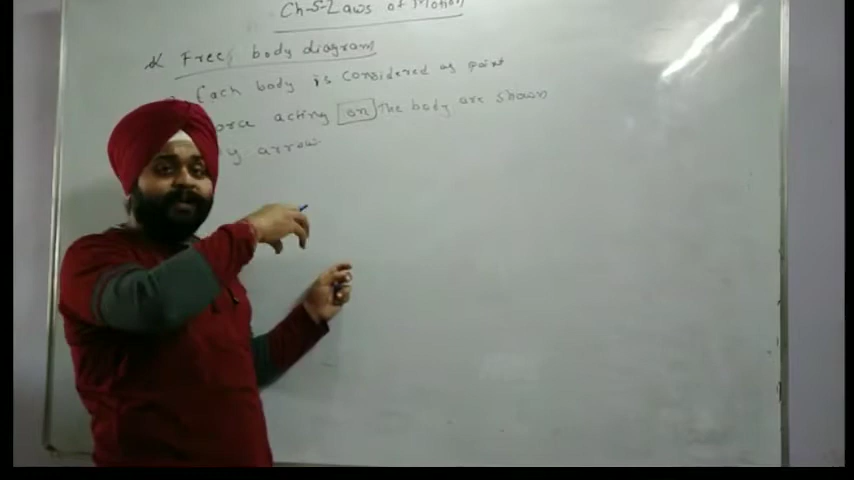 Ch-5-Laws of Motion
Free body diagram
Each body is considered as point
orce acting on The body are shown
y arrow